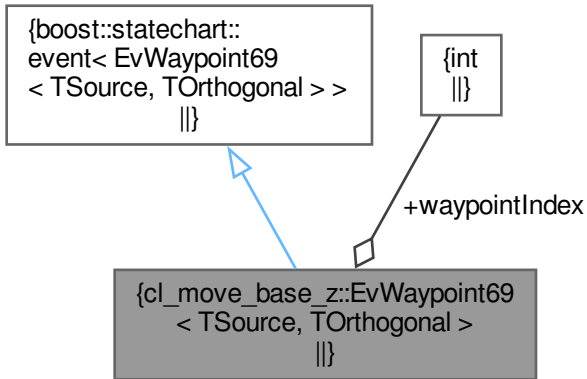 {boost::statechart::
event< EvWaypoint69
< TSource, TOrthogonal > >
||}
{int
||}
+waypointIndex
{cl_move_base_z::EvWaypoint69
< TSource, TOrthogonal >
||}